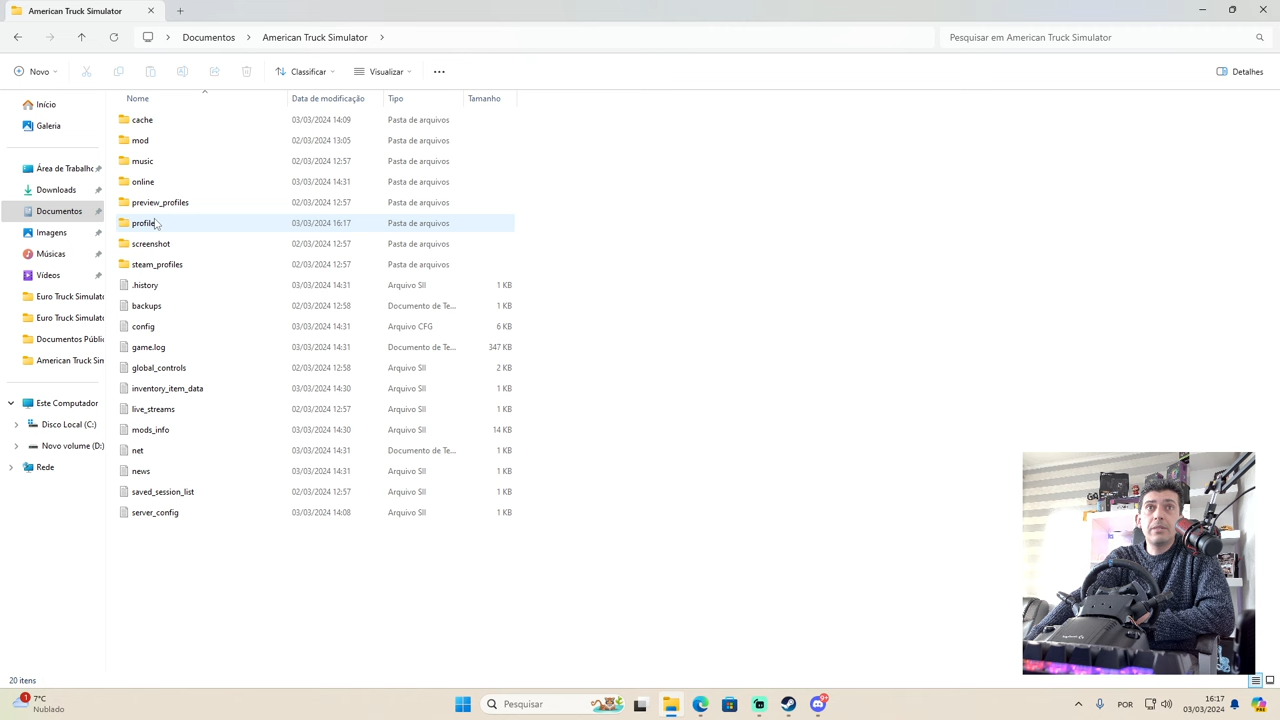 American Truck Simulator
Documentos > American Truck Simulator >
Pesquisar em American Truck Simulator
Novo
Classificar
Visualizar
Detalhes
Nome Data de modificação Tipo Tamanho
Início
Galeria
Área de Trabalho
Downloads
Documentos
Imagens
Músicas
Vídeos
Euro Truck Simulato
Euro Truck Simulato
Documentos Públi
American Truck Sim
Este Computador
Disco Local (C:)
Novo volume (D:)
Rede
cache 03/03/2024 14:09 Pasta de arquivos
mod 02/03/2024 13:05 Pasta de arquivos
music 02/03/2024 12:57 Pasta de arquivos
online 03/03/2024 14:31 Pasta de arquivos
preview_profiles 02/03/2024 12:57 Pasta de arquivos
profile 03/03/2024 16:17 Pasta de arquivos
screenshot 02/03/2024 12:57 Pasta de arquivos
steam_profiles 02/03/2024 12:57 Pasta de arquivos
.history 03/03/2024 14:31 Arquivo SII 1 KB
backups 02/03/2024 12:58 Documento de Te... 1 KB
config 03/03/2024 14:31 Arquivo CFG 6 KB
game.log 03/03/2024 14:31 Documento de Te... 347 KB
global_controls 02/03/2024 12:58 Arquivo SII 2 KB
inventory_item_data 03/03/2024 14:30 Arquivo SII 1 KB
live_streams 02/03/2024 12:57 Arquivo SII 1 KB
mods_info 03/03/2024 14:30 Arquivo SII 14 KB
net 03/03/2024 14:31 Documento de Te... 1 KB
news 03/03/2024 14:31 Arquivo SII 1 KB
saved_session_list 02/03/2024 12:57 Arquivo SII 1 KB
server_config 03/03/2024 14:08 Arquivo SII 1 KB
20 itens
1
7°C
Nublado
Pesquisar
9+
POR
16:17
03/03/2024